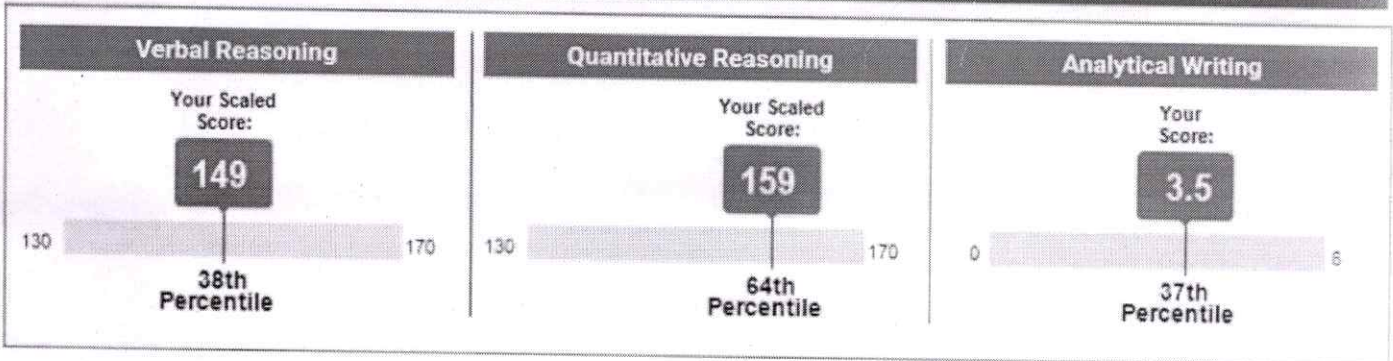 Verbal Reasoning
Your Scaled
Score:
149
130
170
38th
Percentile
Quantitative Reasoning
Your Scaled
Score:
159
130
170
64th
Percentile
Analytical Writing
Your
Score:
3.5
0
6
37th
Percentile